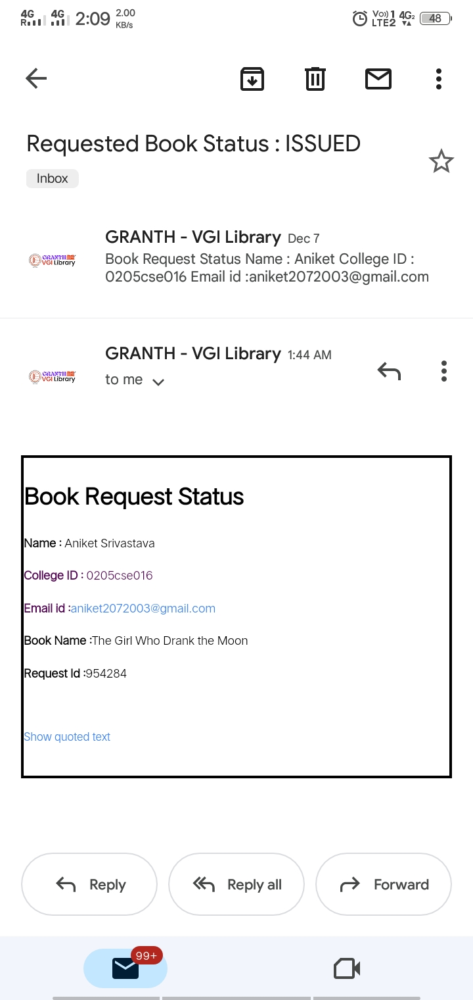 4G R 4G 2:09 2.00 KB/s Vo)) 1 LTE2 4G2 48
Requested Book Status : ISSUED
Inbox
GRANTH - VGI Library Dec 7
GRANTH
VGI Library
Book Request Status Name : Aniket College ID :
0205cse016 Email id :aniket2072003@gmail.com
GRANTH - VGI Library 1:44 AM
GRANTH
VGI Library
to me
Book Request Status
Name : Aniket Srivastava
College ID : 0205cse016
Email id :aniket2072003@gmail.com
Book Name :The Girl Who Drank the Moon
Request Id :954284
Show quoted text
Reply Reply all Forward
99+